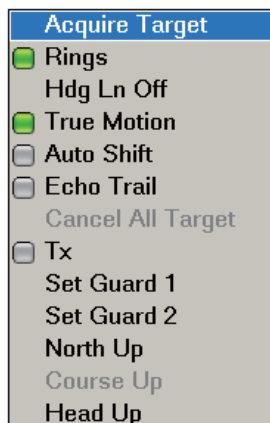 Acquire Target
Rings
Hdg Ln Off
True Motion
Auto Shift
Echo Trail
Cancel All Target
Tx
Set Guard 1
Set Guard 2
North Up
Course Up
Head Up